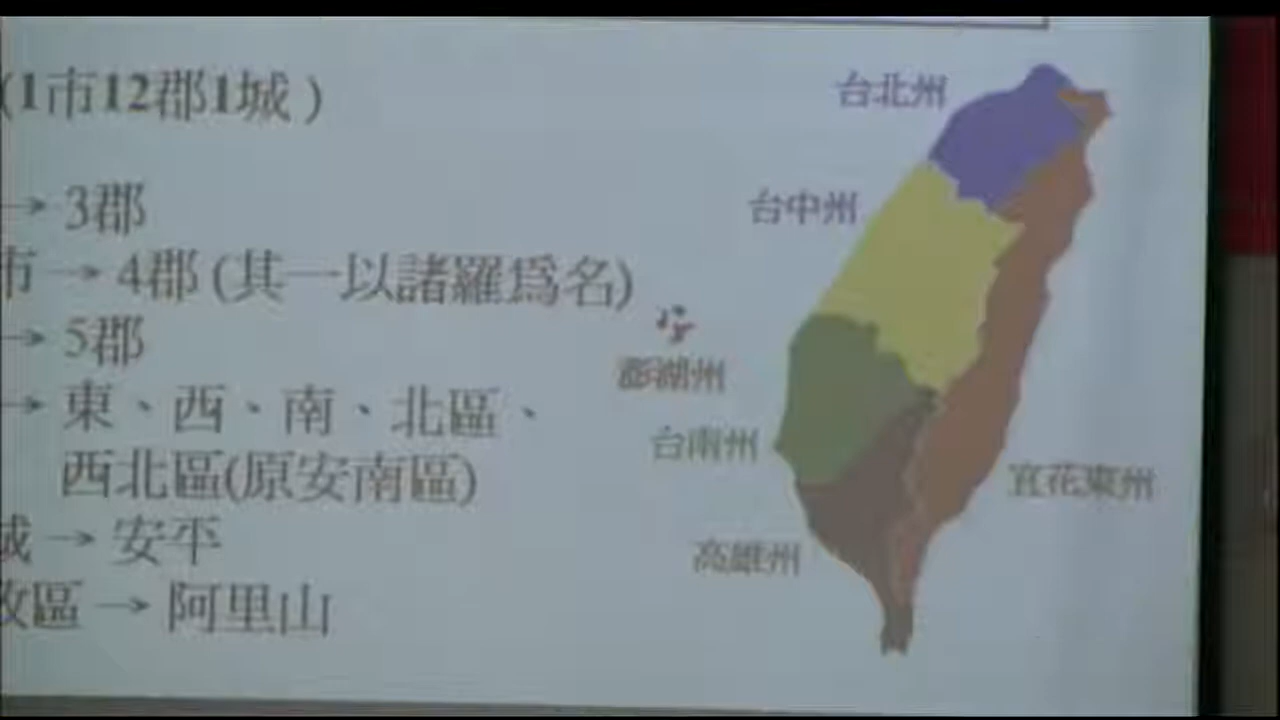 (1市12郡1城)
→ 3郡
市 → 4郡 (其一以諸羅為名)
→ 5郡
→ 東、西、南、北區、
西北區(原安南區)
城 → 安平
政區 → 阿里山
台北州
台中州
澎湖州
台南州
宜花東州
高雄州